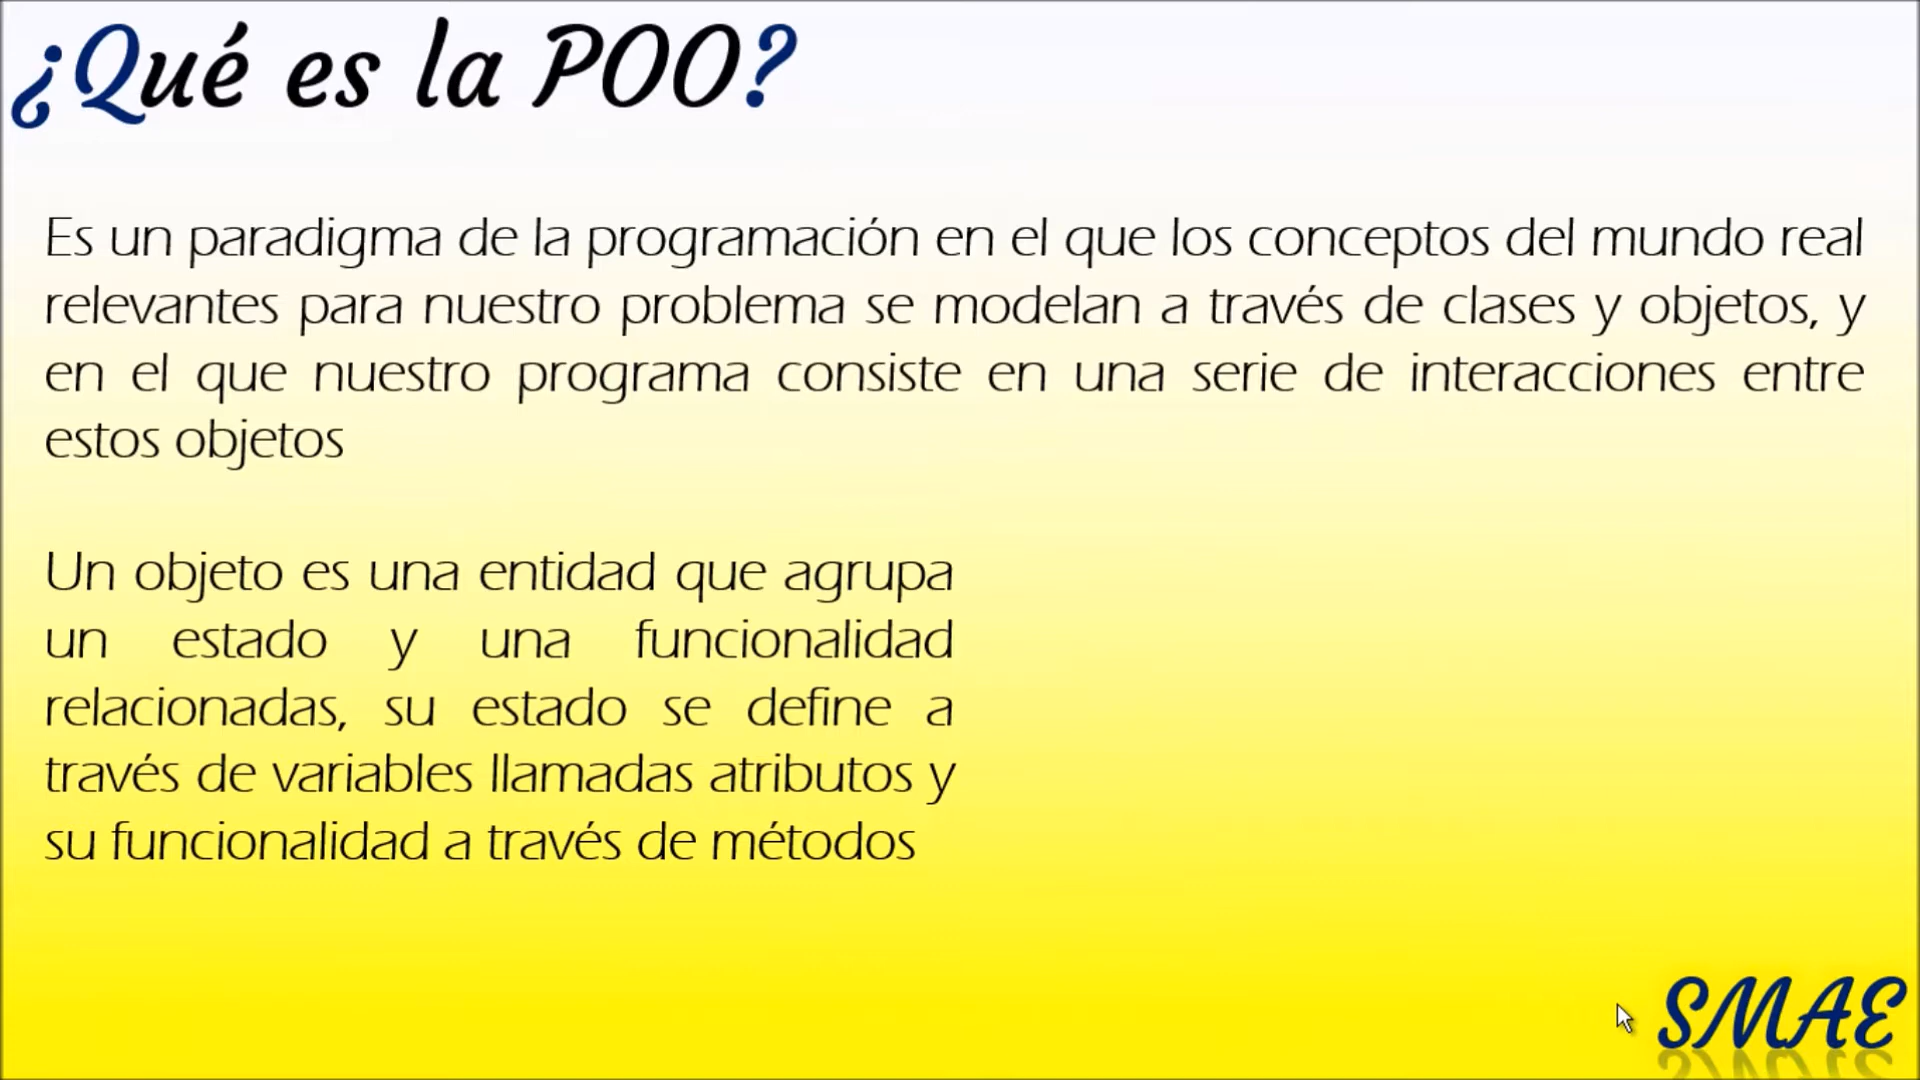 ¿Qué es la POO?
Es un paradigma de la programación en el que los conceptos del mundo real
relevantes para nuestro problema se modelan a través de clases y objetos, y
en el que nuestro programa consiste en una serie de interacciones entre
estos objetos
Un objeto es una entidad que agrupa
un estado y una funcionalidad
relacionadas, su estado se define a
través de variables llamadas atributos y
su funcionalidad a través de métodos
SMAE